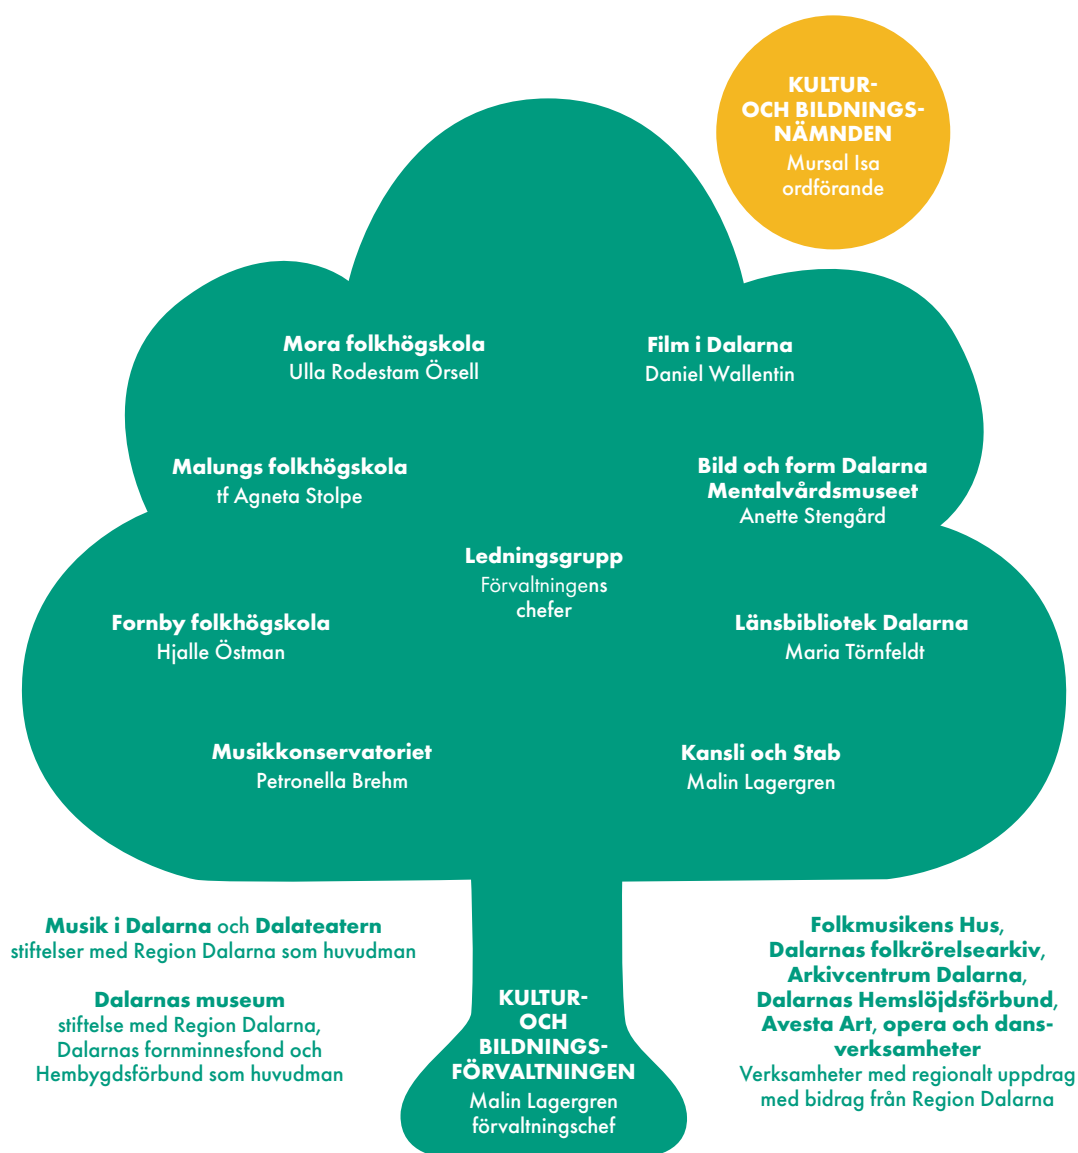 KULTUR-
OCH BILDNINGS-
NÄMNDEN
Mursal Isa
ordförande
Mora folkhögskola
Ulla Rodestam Örsell
Film i Dalarna
Daniel Wallentin
Malungs folkhögskola
tf Agneta Stolpe
Bild och form Dalarna
Mentalvårdsmuseet
Anette Stengård
Ledningsgrupp
Förvaltningens
chefer
Fornby folkhögskola
Hjalle Östman
Länsbibliotek Dalarna
Maria Törnfeldt
Musikkonservatoriet
Petronella Brehm
Kansli och Stab
Malin Lagergren
Musik i Dalarna och Dalateatern
stiftelser med Region Dalarna som huvudman
Dalarnas museum
stiftelse med Region Dalarna,
Dalarnas fornminnesfond och
Hembygdsförbund som huvudman
KULTUR-
OCH
BILDNINGS-
FÖRVALTNINGEN
Malin Lagergren
förvaltningschef
Folkmusikens Hus,
Dalarnas folkrörelsearkiv,
Arkivcentrum Dalarna,
Dalarnas Hemslöjdsförbund,
Avesta Art, opera och dans-
verksamheter
Verksamheter med regionalt uppdrag
med bidrag från Region Dalarna